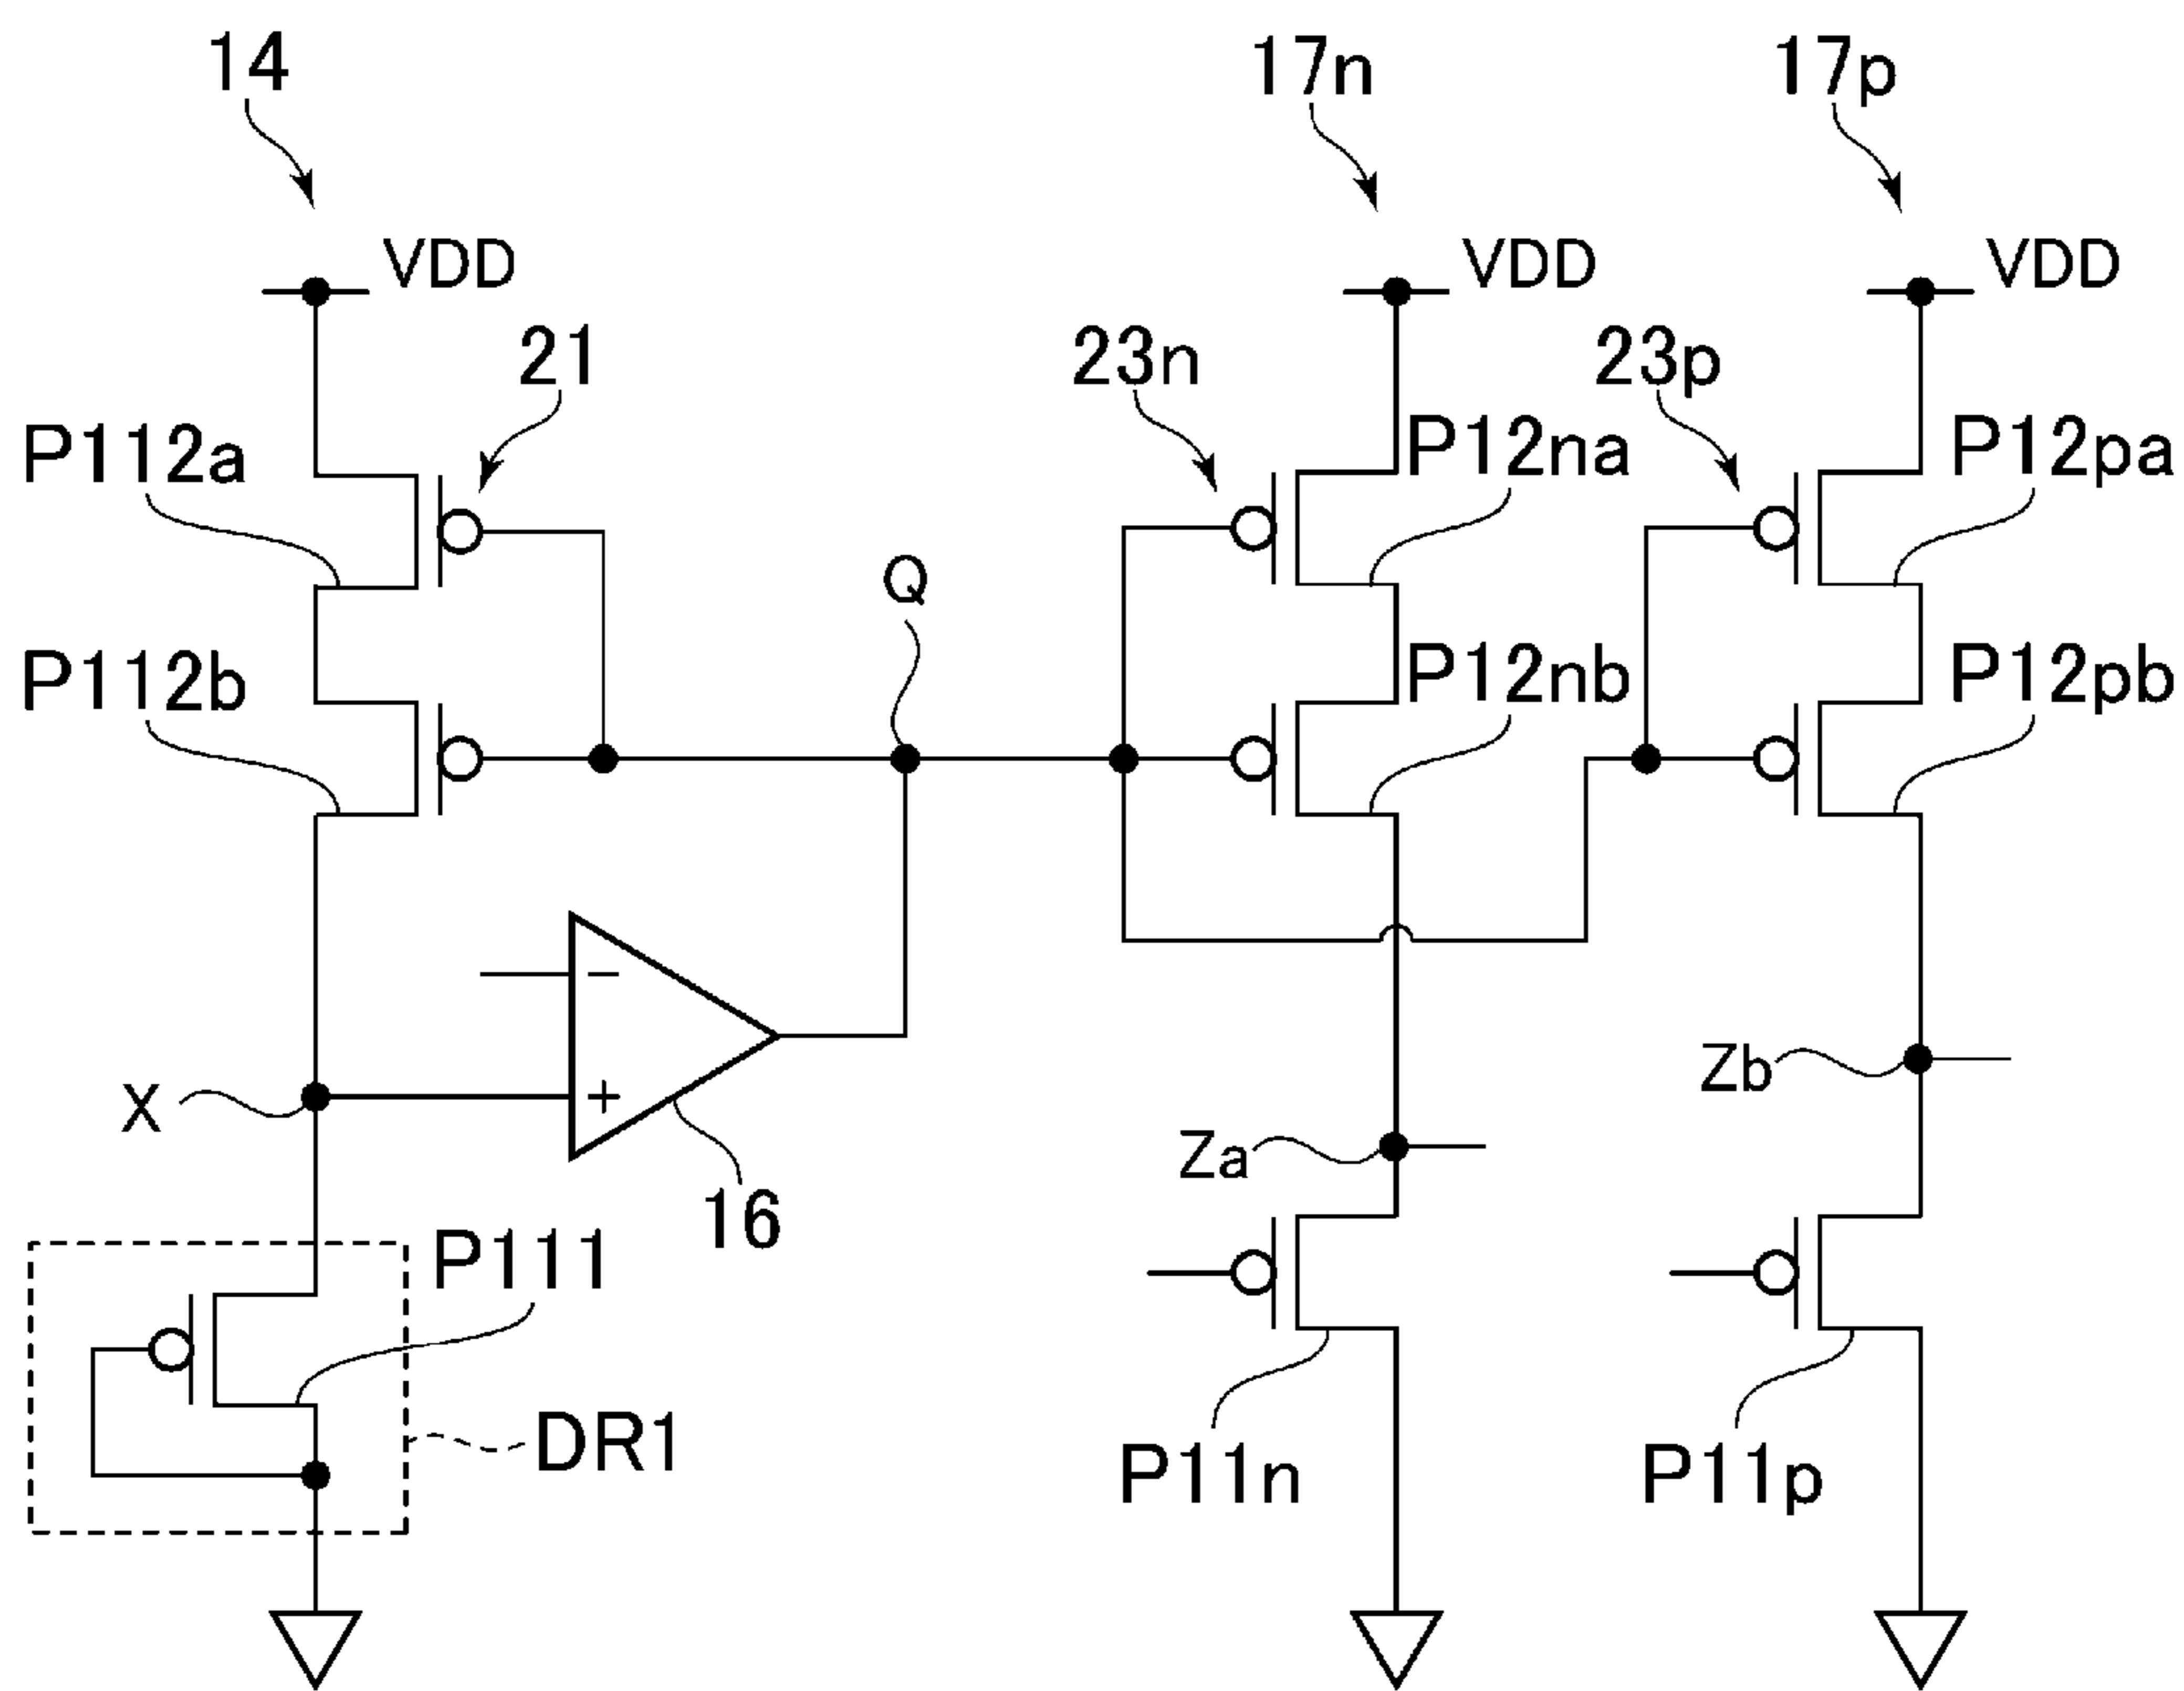 14
17n
17p
VDD
VDD
VDD
21
23n
23p
P112a
P12na
P12pa
Q
P112b
P12nb
P12pb
−
Zb
X
+
Za
16
P111
DR1
P11n
P11p